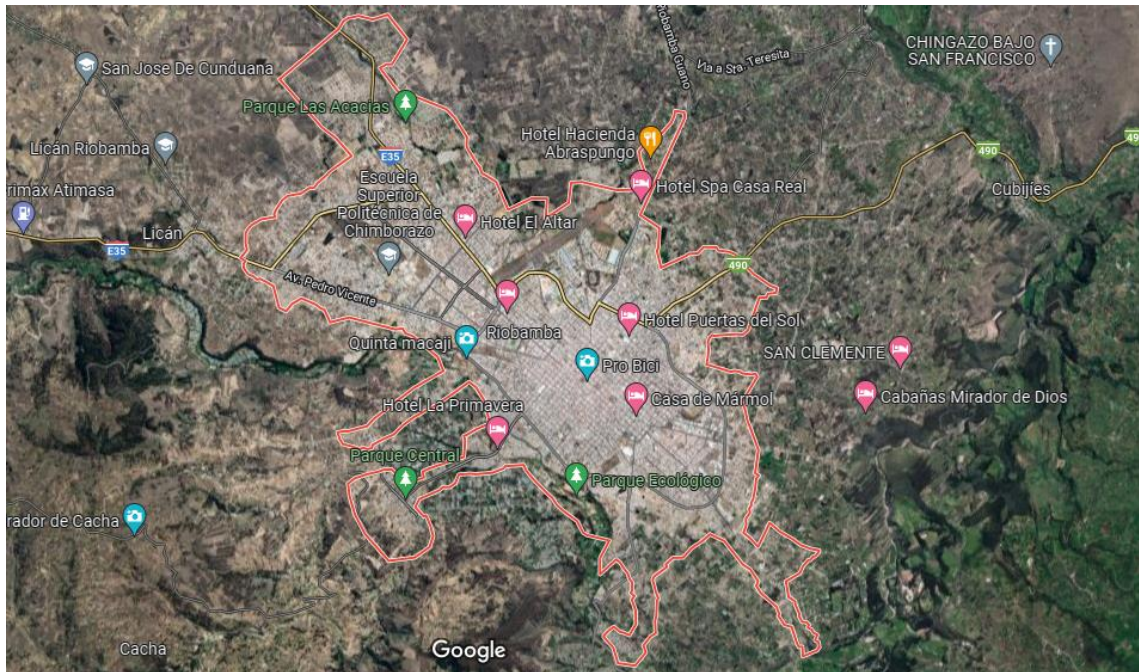 CHINGAZO BAJO
SAN FRANCISCO
San Jose De Cunduana
Riobamba Guano
Via a Sta. Teresita
Parque Las Acacias
Hotel Hacienda
Abraspungo
Licán Riobamba
E35
490
rimax Atimasa
Escuela
Superior
Politécnica de
Chimborazo
Hotel Spa Casa Real
Cubijíes
Hotel El Altar
Licán
E35
490
Av. Pedro Vicente
Riobamba
Hotel Puertas del Sol
Quinta macaji
SAN CLEMENTE
Pro Bici
Hotel La Primavera
Casa de Mármol
Cabañas Mirador de Dios
Parque Central
Parque Ecológico
rador de Cacha
Cacha
Google